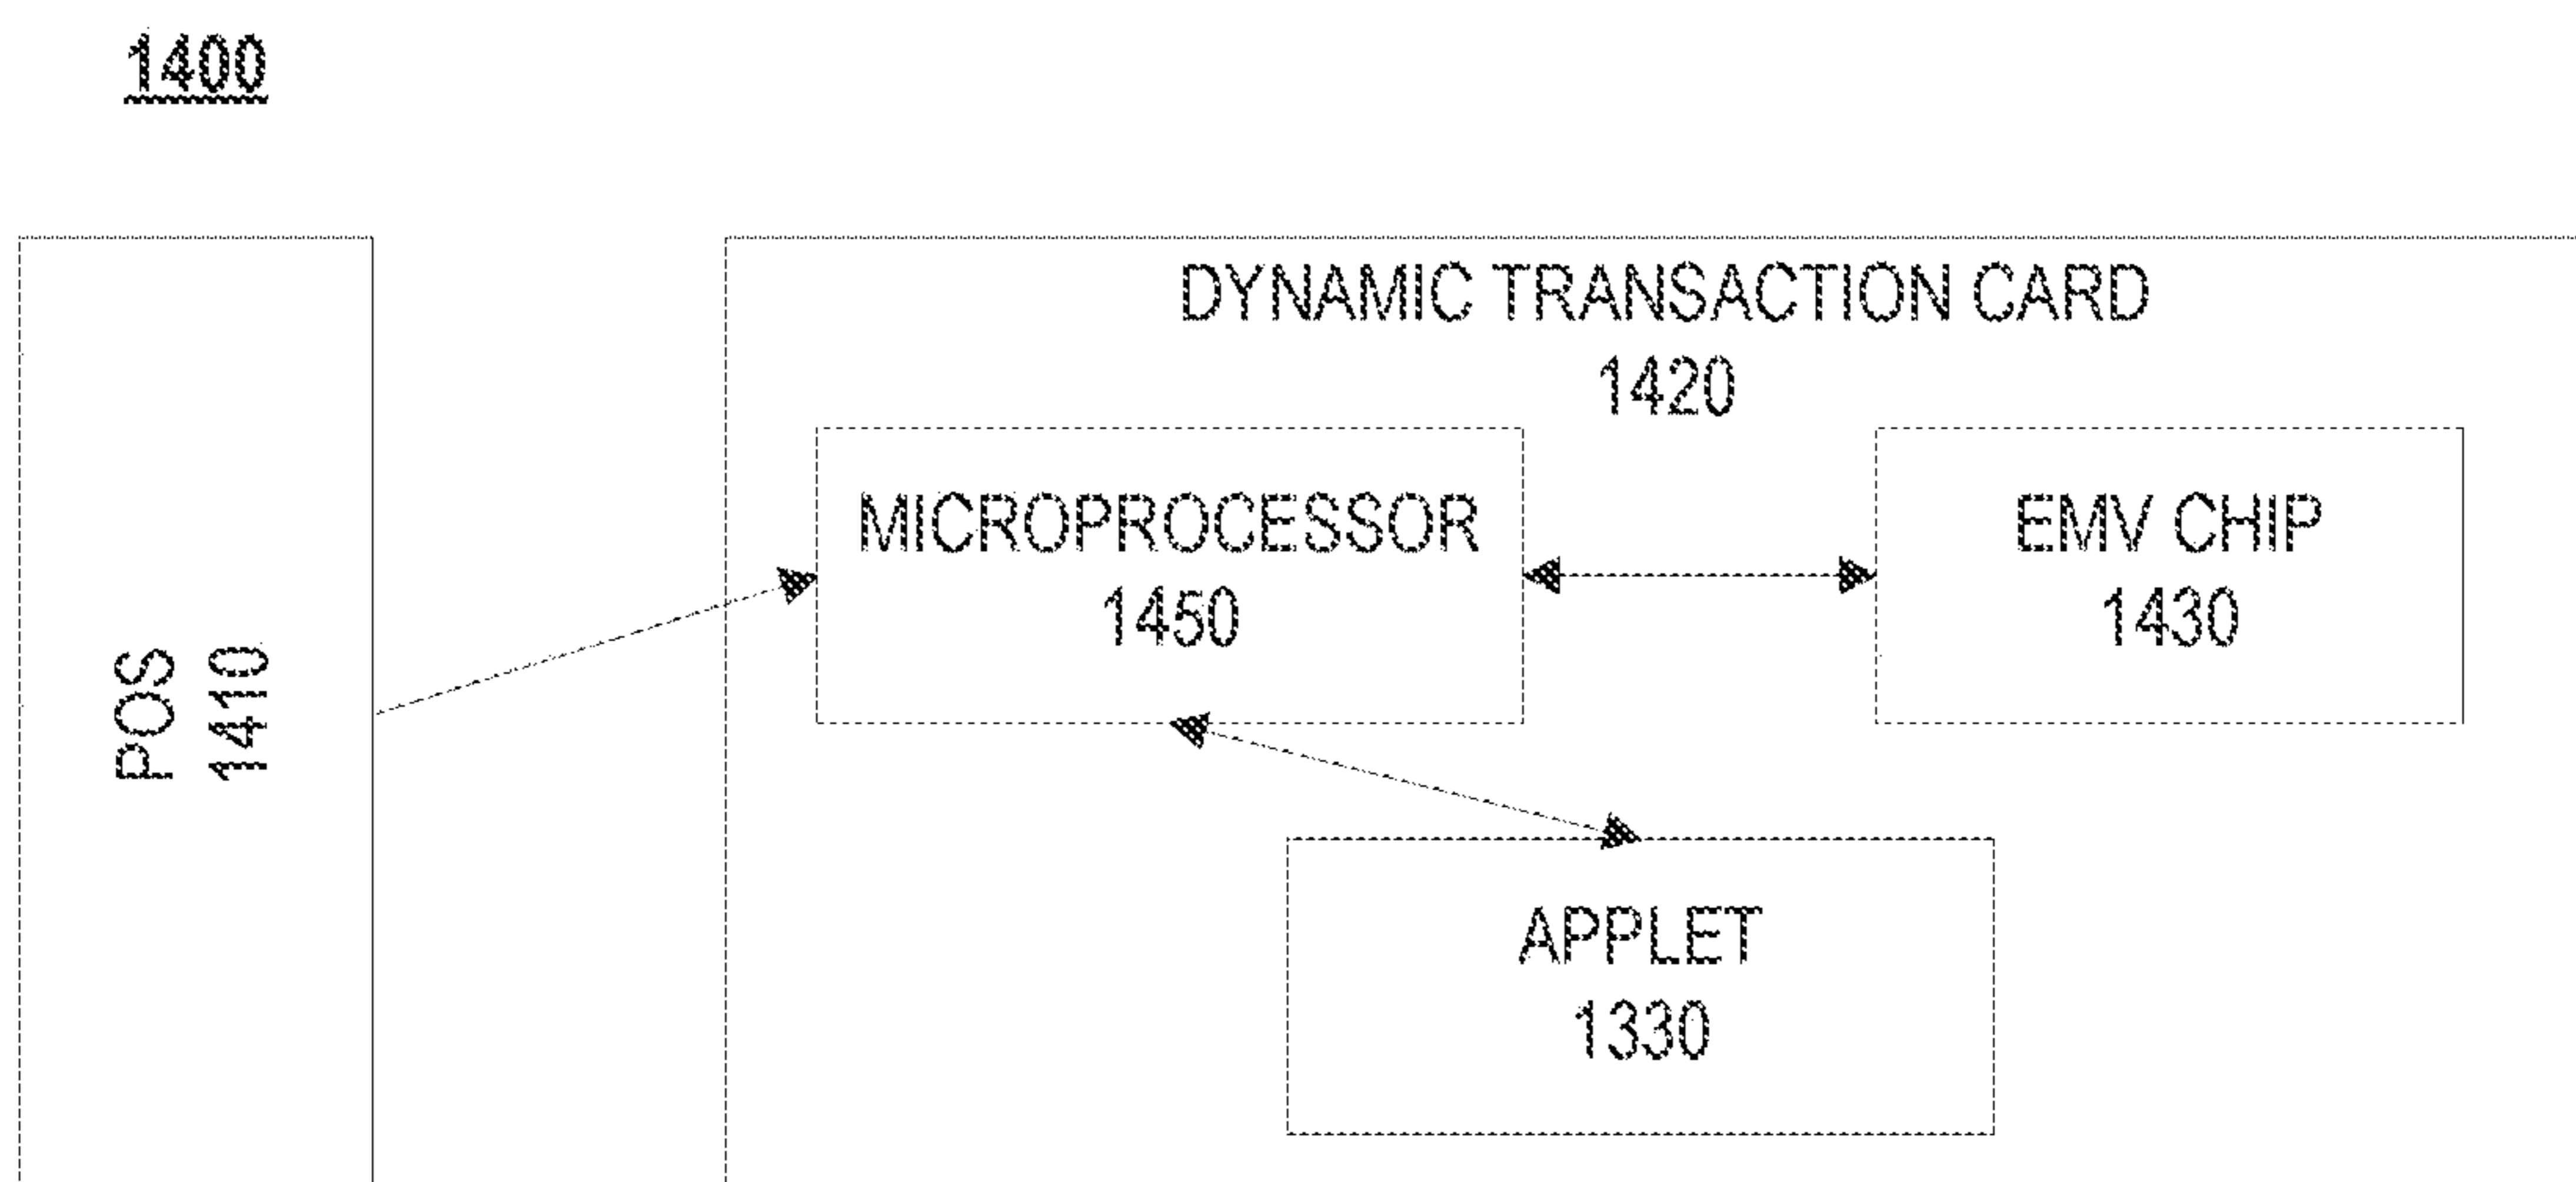 1400
DYNAMIC TRANSACTION CARD
1420
MICROPROCESSOR
1450
EMV CHIP
1430
POS
1410
APPLET
1330